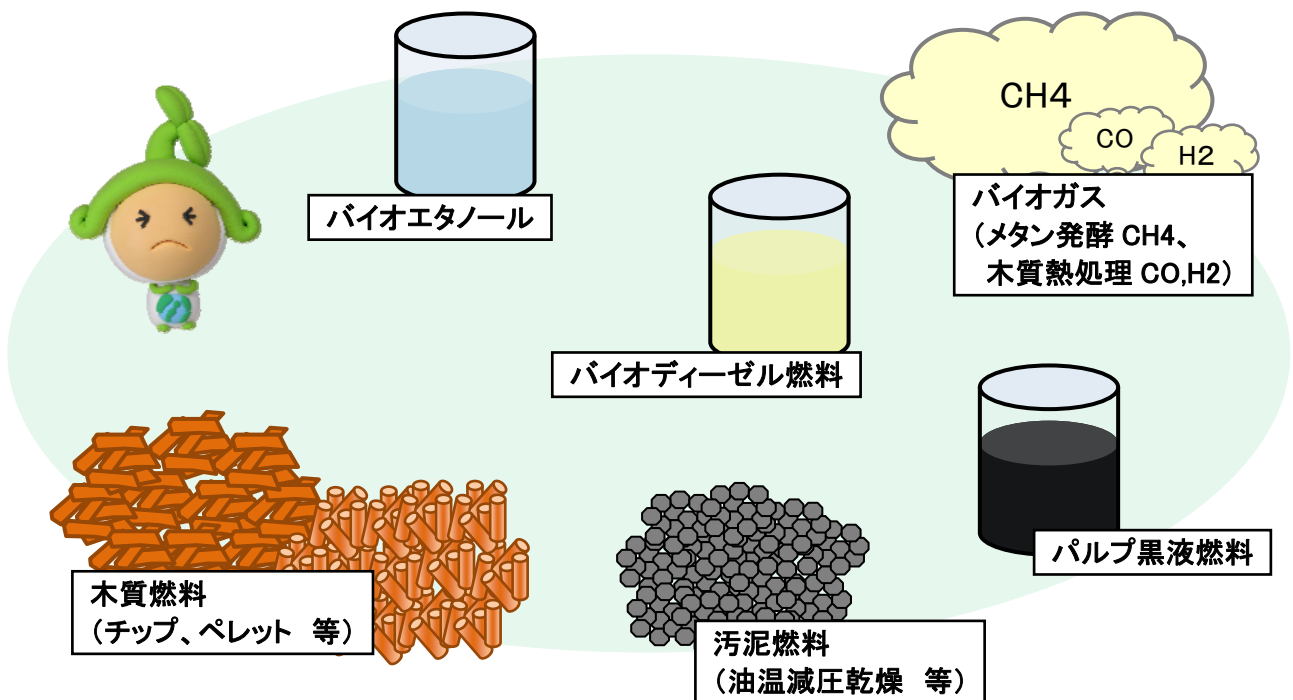 CH4
CO
H2
バイオエタノール
バイオガス
（メタン発酵 CH4、
木質熱処理 CO,H2）
バイオディーゼル燃料
パルプ黒液燃料
木質燃料
（チップ、ペレット　等）
汚泥燃料
（油温減圧乾燥　等）